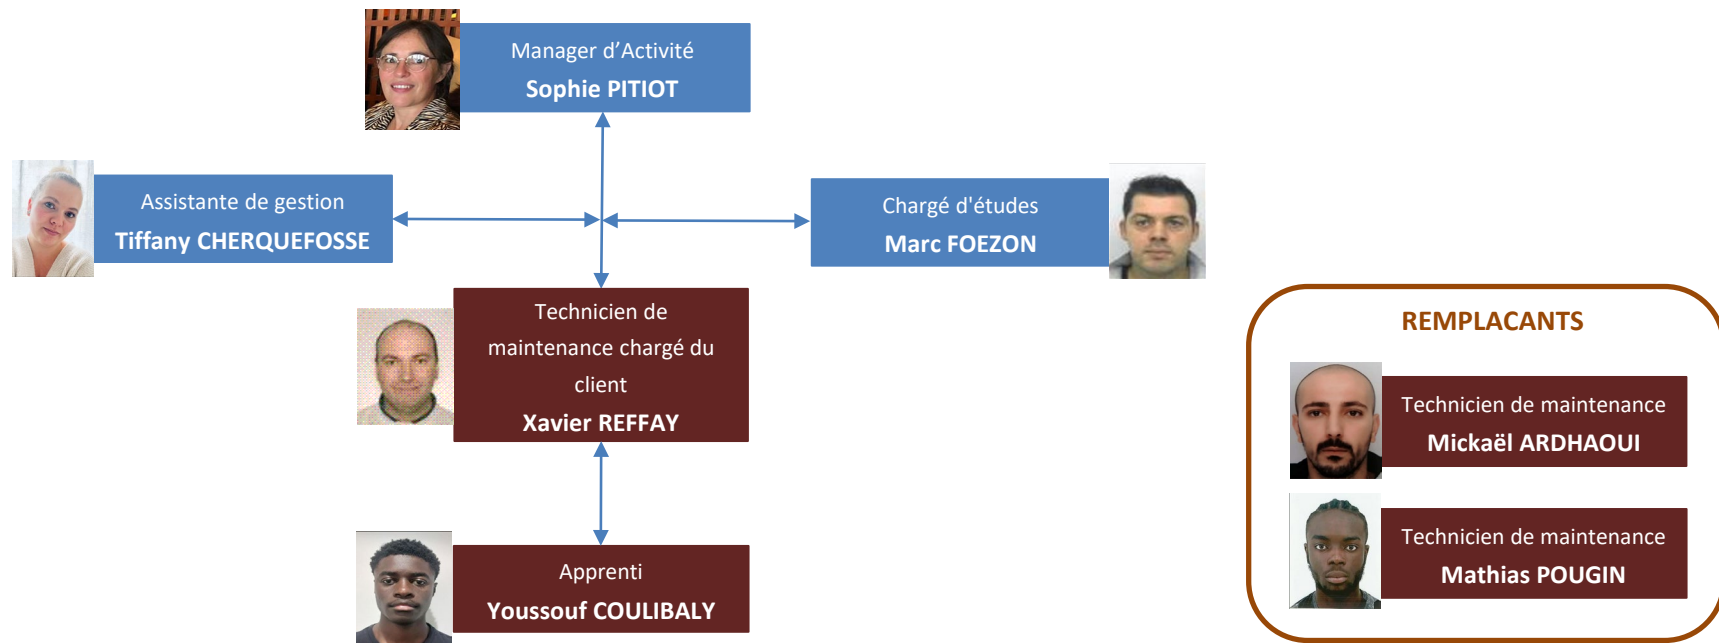 Manager d’Activité
Sophie PITIOT
Assistante de gestion
Tiffany CHERQUEFOSSE
Chargé d'études
Marc FOEZON
Technicien de
maintenance chargé du
client
Xavier REFFAY
Apprenti
Youssouf COULIBALY
REMPLACANTS
Technicien de maintenance
Mickaël ARDHAOUI
Technicien de maintenance
Mathias POUGIN